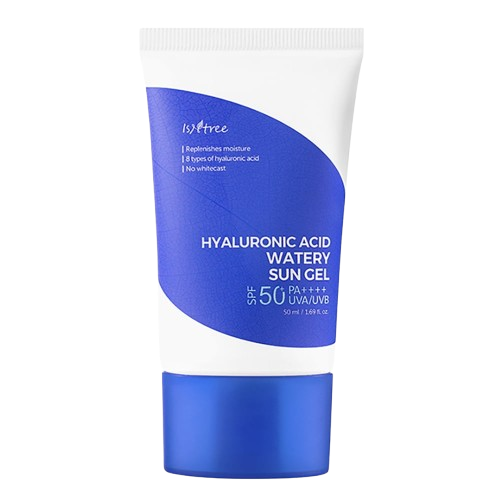 Isntree
Replenishes moisture
8 types of hyaluronic acid
No whitecast
HYALURONIC ACID
WATERY
SUN GEL
SPF 50+ PA++++
UVA/UVB
50 ml / 1.69 fl. oz.